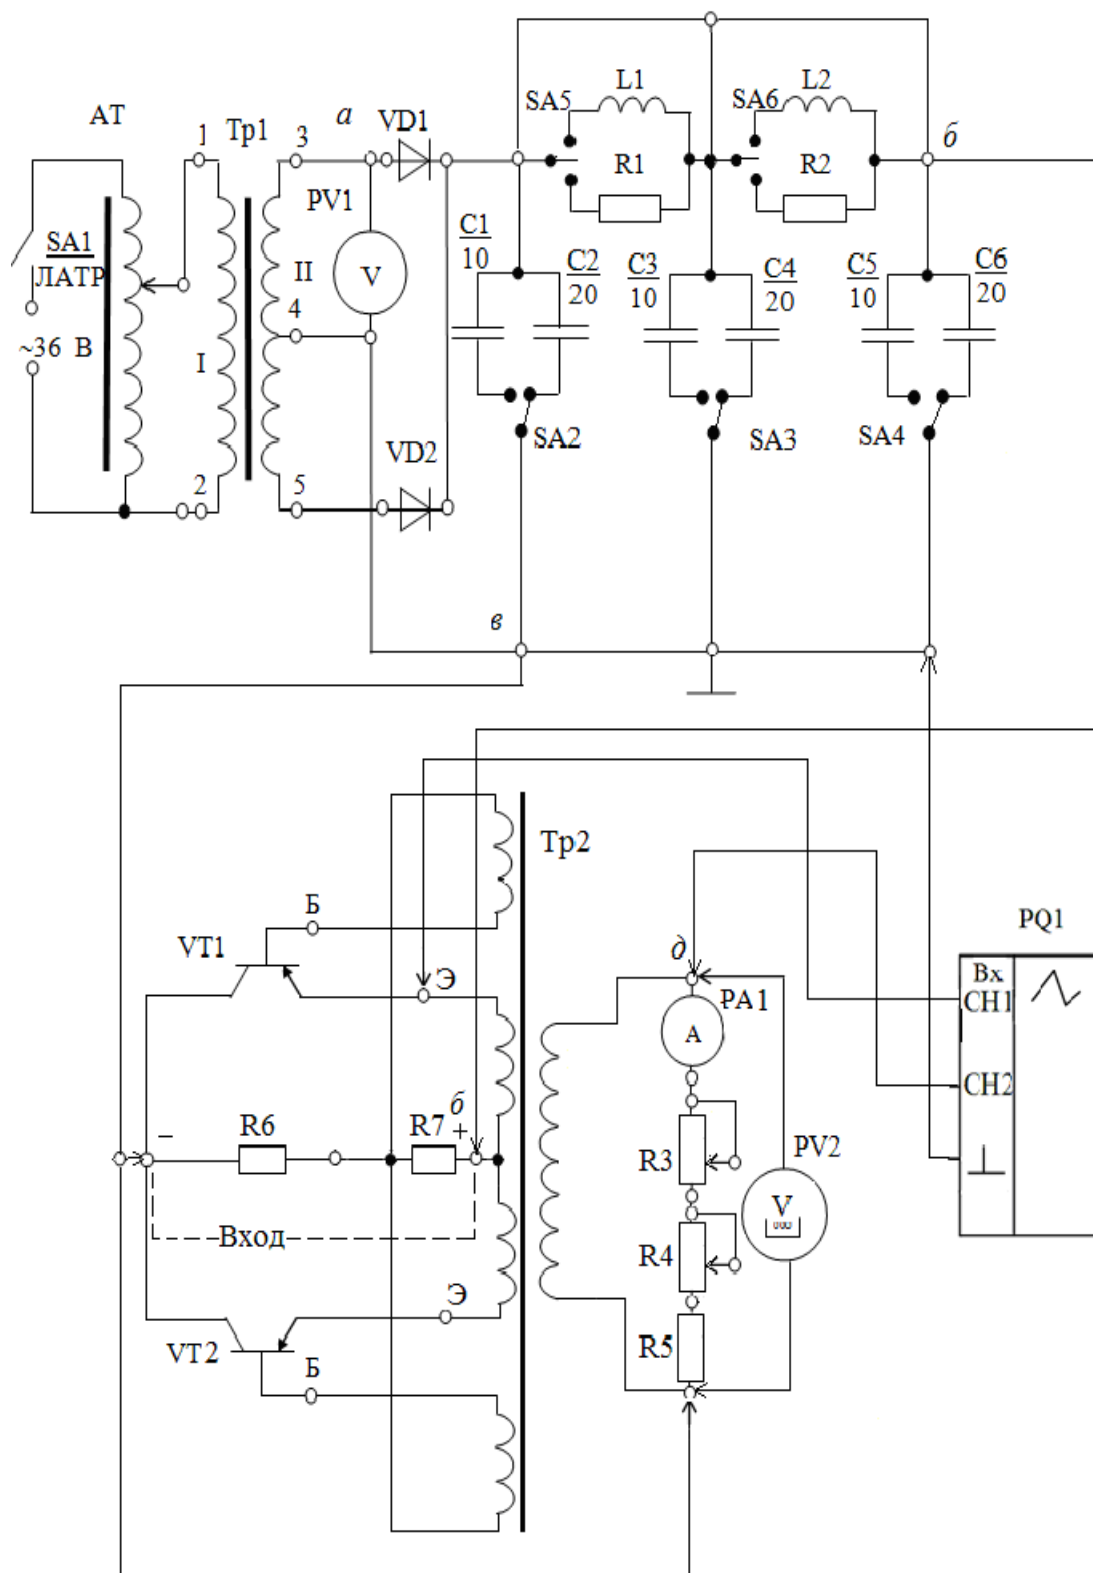 L1
L2
SA5
SA6
AT
1
Тр1
3
а
VD1
б
R1
R2
PV1
C1
10
C2
20
C3
10
C4
20
C5
10
C6
20
SA1
ЛАТР
II
V
4
~36 В
I
SA2
SA3
SA4
VD2
2
5
в
Тр2
Б
VT1
Э
д
PQ1
Вх
CH1
PA1
A
CH2
−
R6
R7
б
+
R3
PV2
V
Вход
R4
Э
VT2
Б
R5